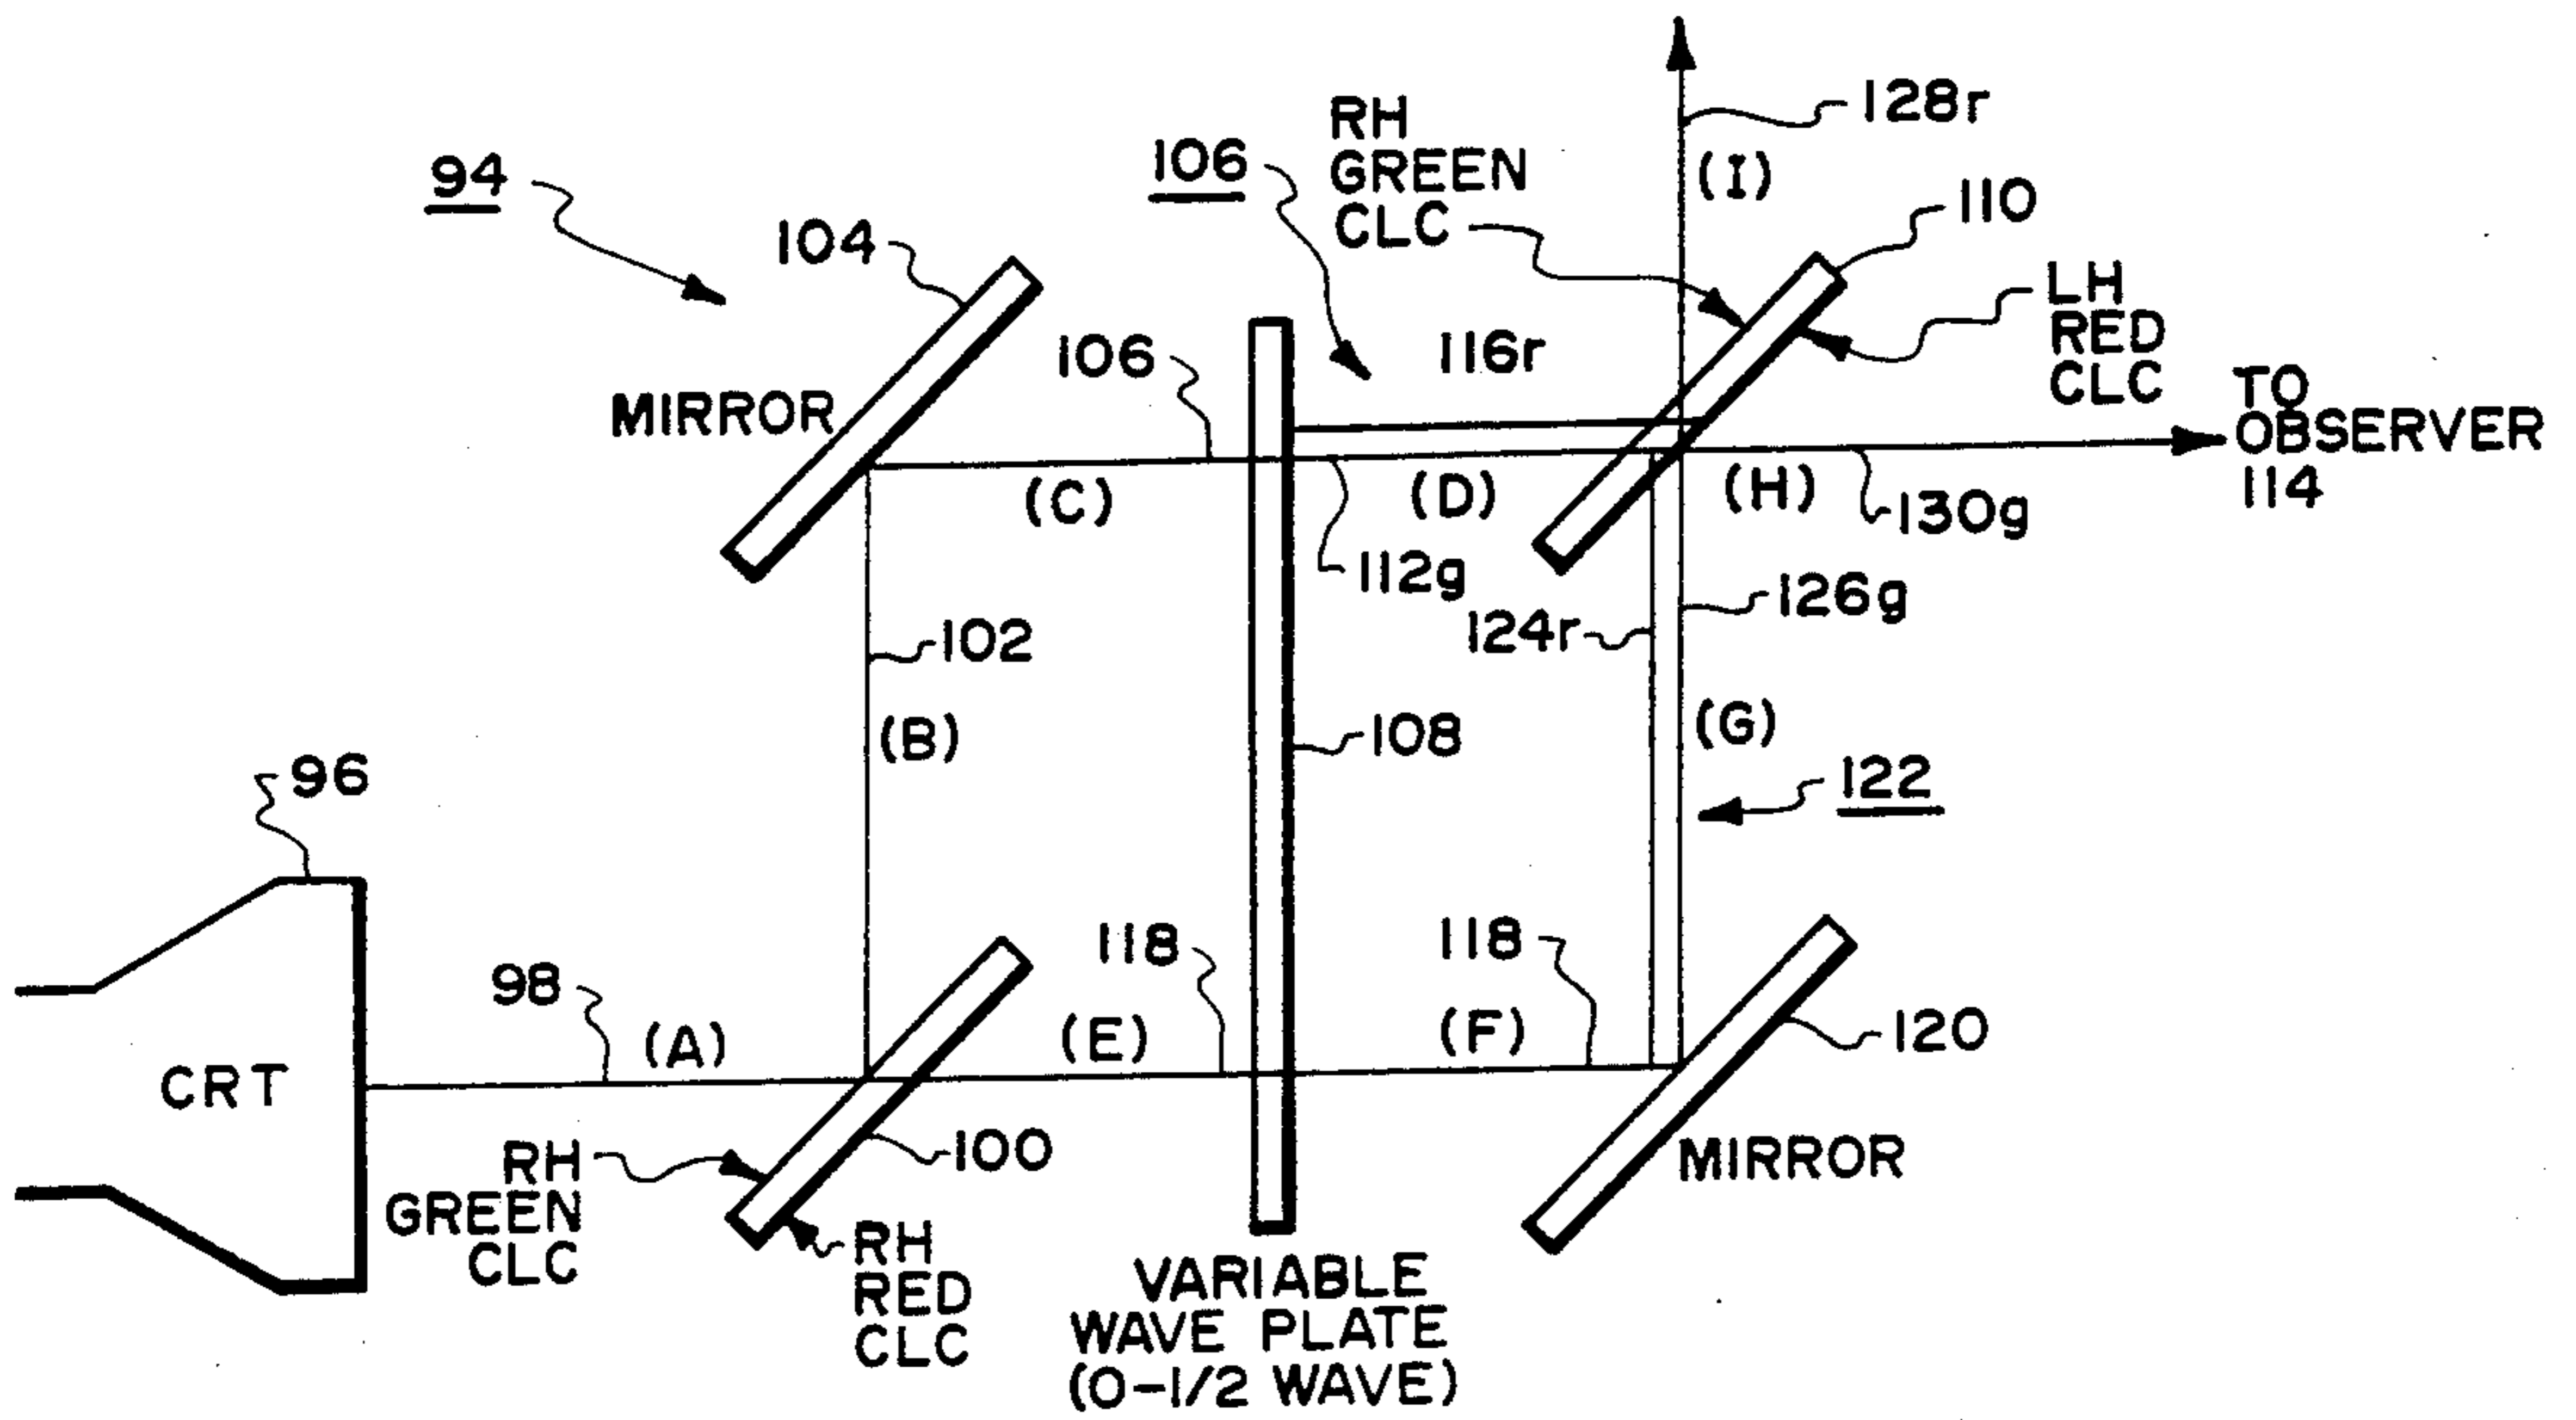 128r
RH
GREEN
CLC
106
94
(I)
110
104
LH
RED
CLC
106
116r
MIRROR
TO
OBSERVER
114
(C)
(D)
(H)
130g
112g
126g
124r
102
(B)
108
(G)
122
96
118
118
98
(A)
(E)
(F)
120
CRT
100
RH
GREEN
CLC
MIRROR
RH
RED
CLC
VARIABLE
WAVE PLATE
(0-1/2 WAVE)